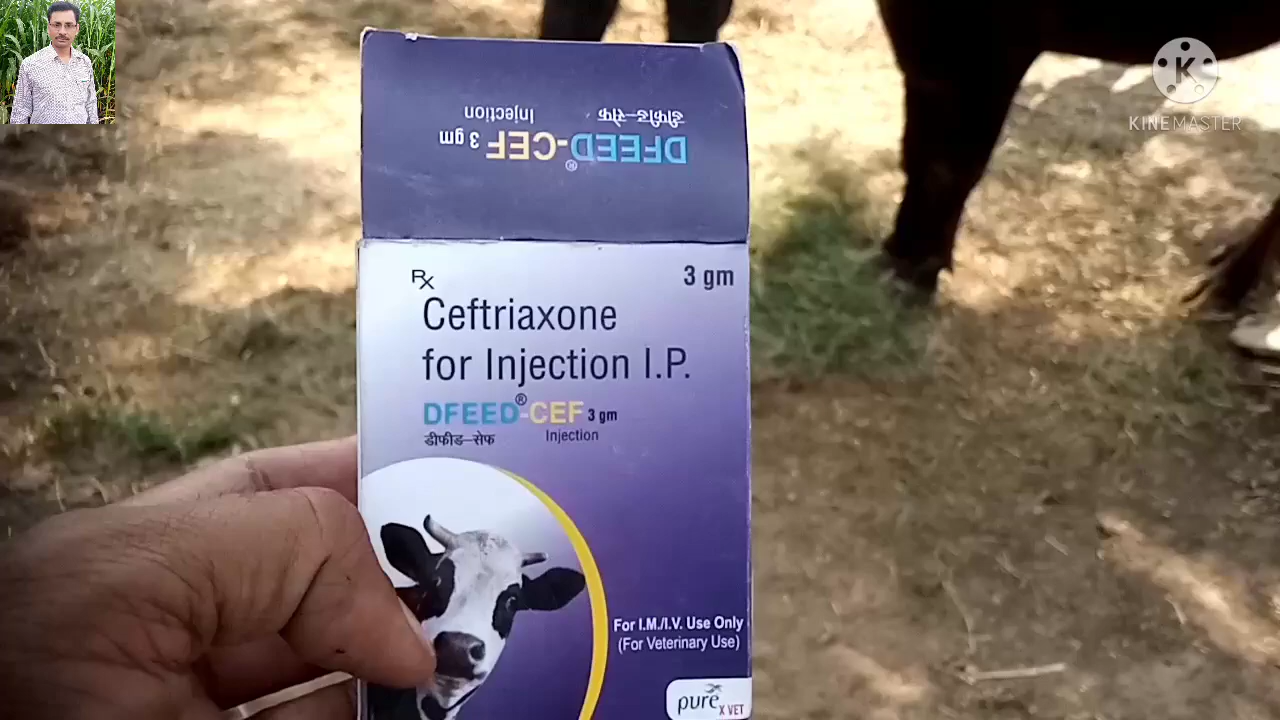 KINEMASTER
DFEED®-CEF 3 gm
डीफीड-सेफ Injection
Rx
3 gm
Ceftriaxone
for Injection I.P.
DFEED®-CEF 3 gm
डीफीड-सेफ Injection
For I.M./I.V. Use Only
(For Veterinary Use)
pure X VET